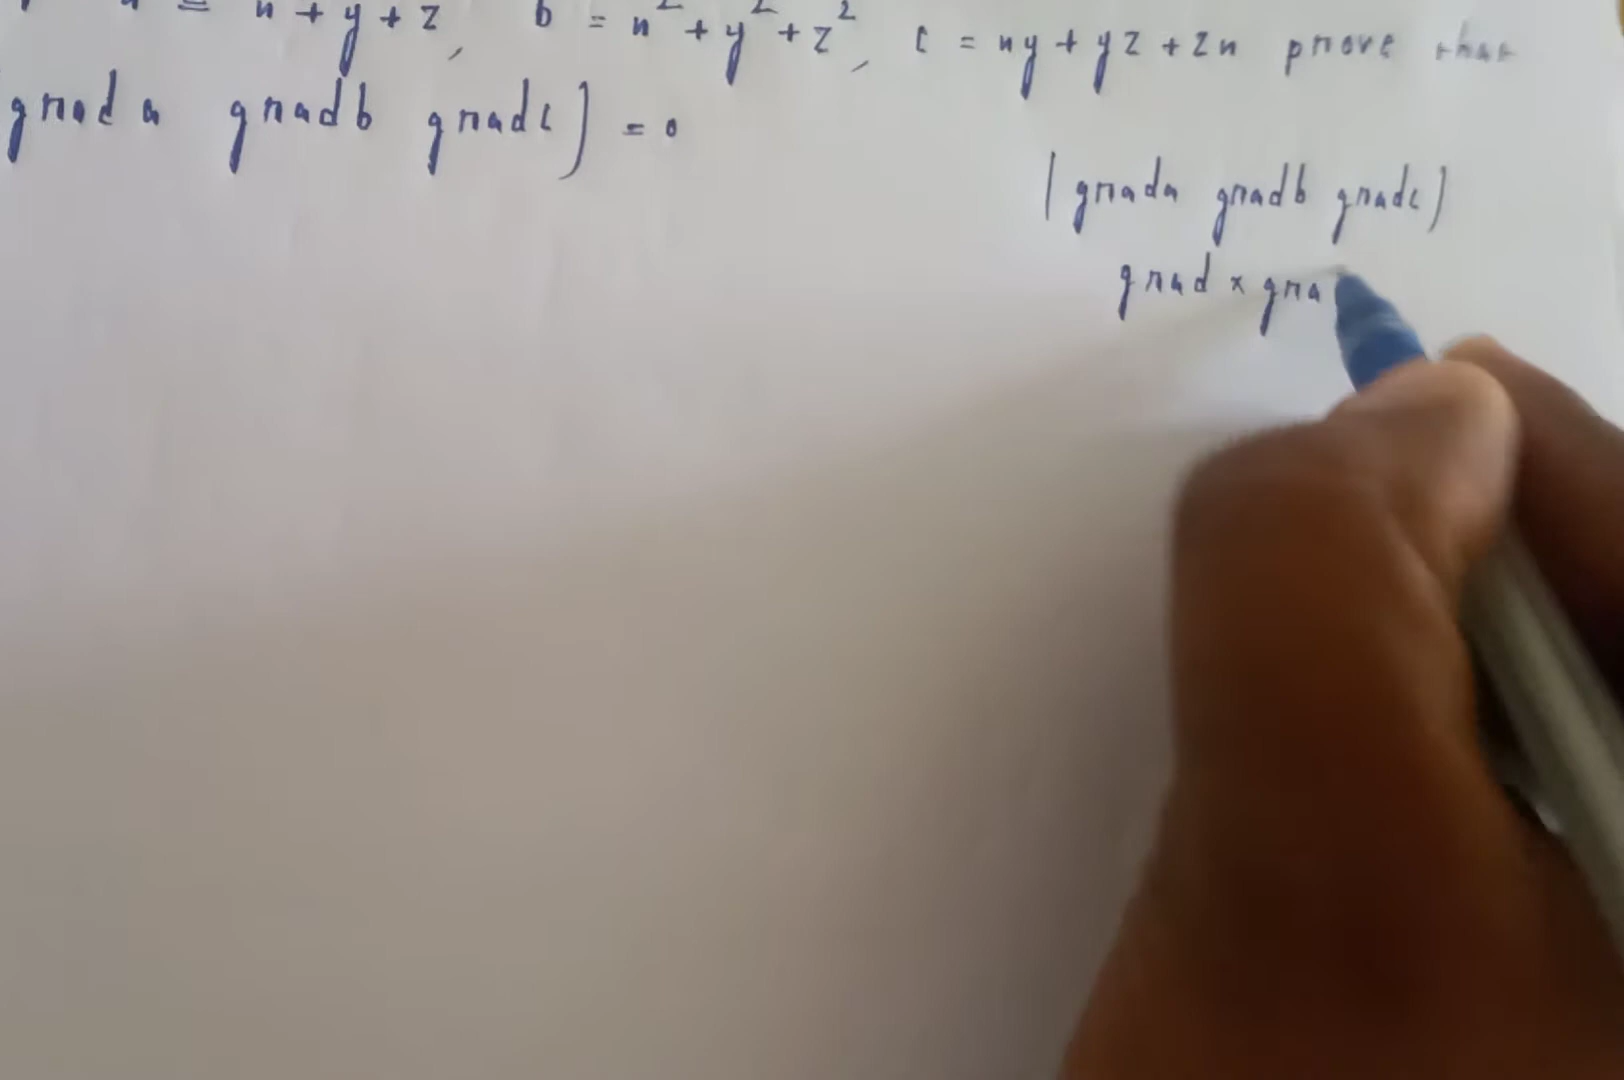 a = x + y + z, b = x² + y² + z², c = xy + yz + zx prove that
grad a grad b grad c) = 0
[grad a grad b grad c]
grad × gra